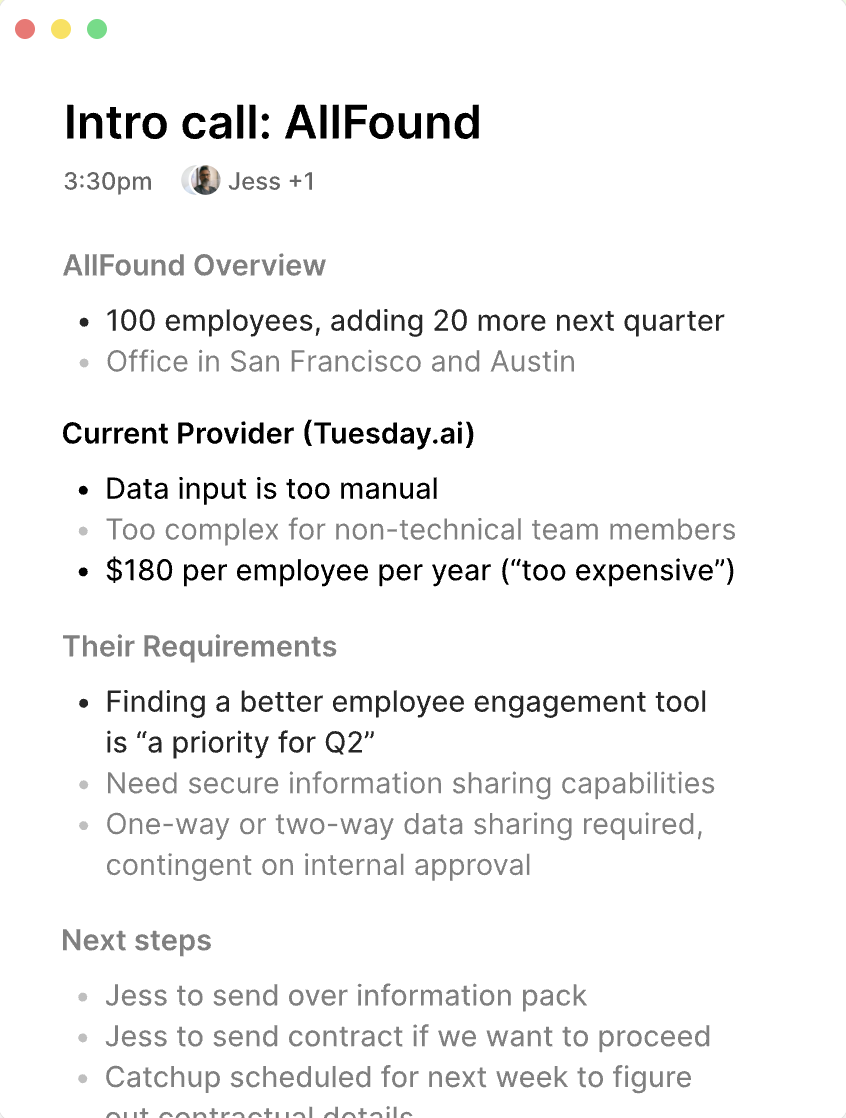 Intro call: AllFound
3:30pm Jess +1
AllFound Overview
• 100 employees, adding 20 more next quarter
• Office in San Francisco and Austin
Current Provider (Tuesday.ai)
• Data input is too manual
• Too complex for non-technical team members
• $180 per employee per year (“too expensive”)
Their Requirements
• Finding a better employee engagement tool
is “a priority for Q2”
• Need secure information sharing capabilities
• One-way or two-way data sharing required,
contingent on internal approval
Next steps
• Jess to send over information pack
• Jess to send contract if we want to proceed
• Catchup scheduled for next week to figure
out contractual details